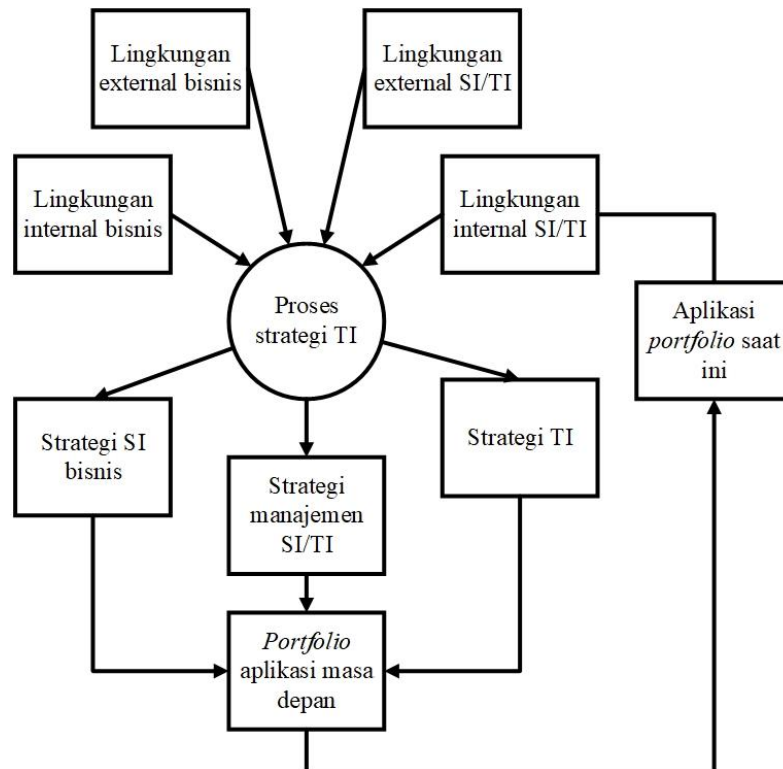 Lingkungan
external bisnis
Lingkungan
external SI/TI
Lingkungan
internal bisnis
Lingkungan
internal SI/TI
Proses
strategi TI
Aplikasi
portfolio saat
ini
Strategi SI
bisnis
Strategi TI
Strategi
manajemen
SI/TI
Portfolio
aplikasi masa
depan